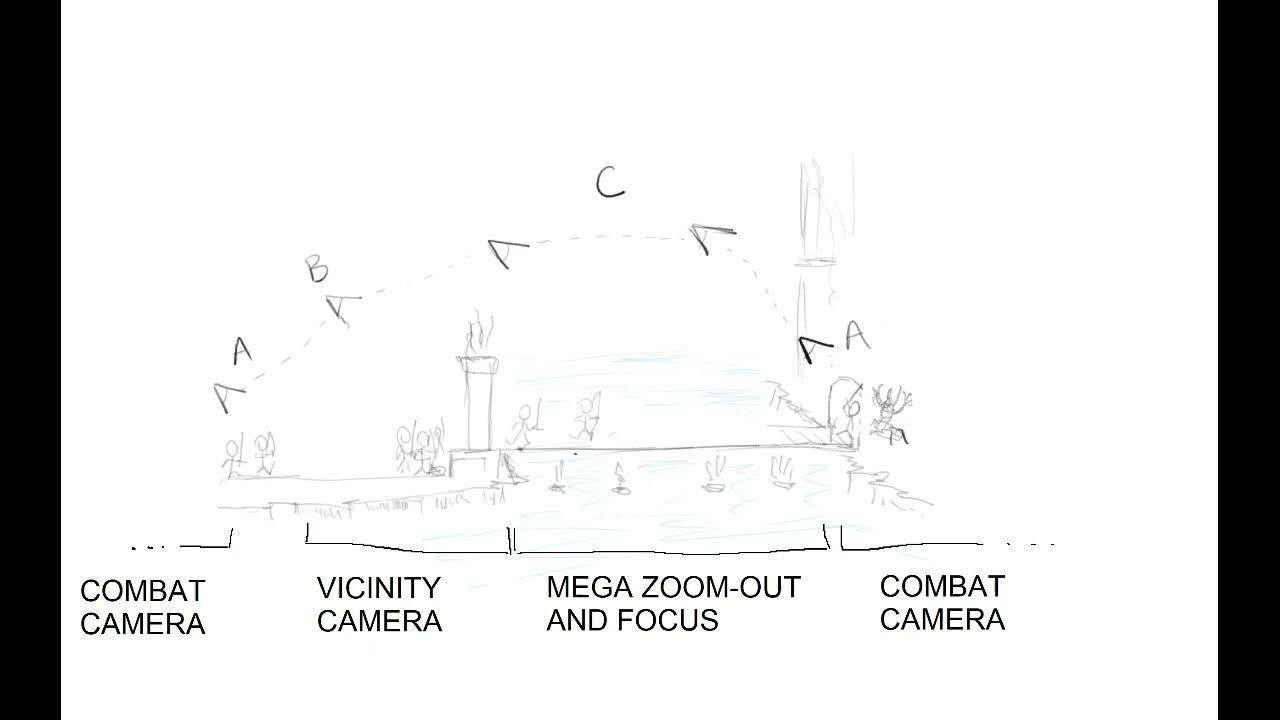 C
B
A
A
COMBAT
CAMERA
VICINITY
CAMERA
MEGA ZOOM-OUT
AND FOCUS
COMBAT
CAMERA